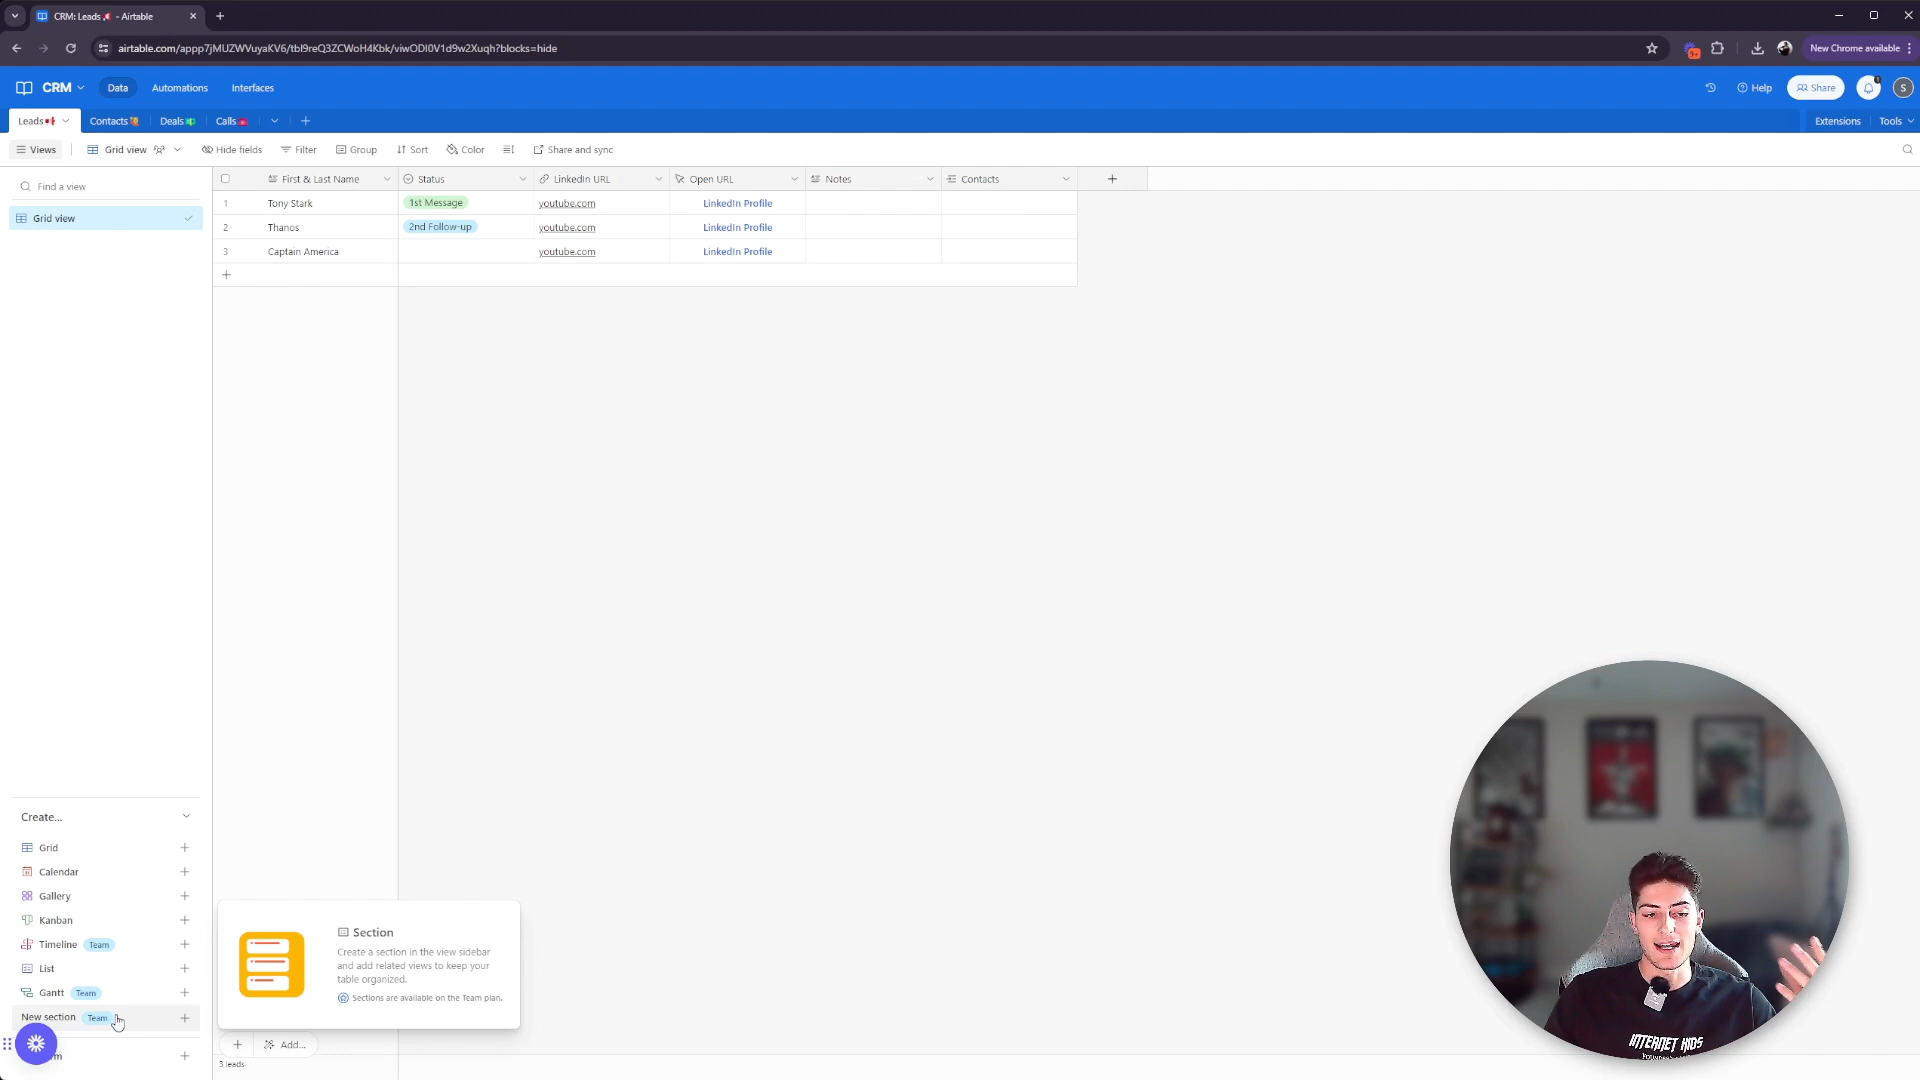 CRM: Leads📢 - Airtable
airtable.com/appp7jMUZWVuyaKV6/tbl9reQ3ZCWoH4Kbk/viwODI0V1d9w2Xuqh?blocks=hide
9+
New Chrome available
CRM
Data
Automations
Interfaces
Help
Share
1
S
Leads
Contacts
Deals
Calls
Extensions
Tools
Views
Grid view
Hide fields
Filter
Group
Sort
Color
Share and sync
Find a view
Grid view
First & Last Name
Status
LinkedIn URL
Open URL
Notes
Contacts
1 Tony Stark 1st Message youtube.com LinkedIn Profile
2 Thanos 2nd Follow-up youtube.com LinkedIn Profile
3 Captain America youtube.com LinkedIn Profile
Create...
Grid
Calendar
Gallery
Kanban
Timeline Team
List
Gantt Team
New section Team
Section
Create a section in the view sidebar
and add related views to keep your
table organized.
Sections are available on the Team plan.
Add...
3 leads
INTERNET KIDS